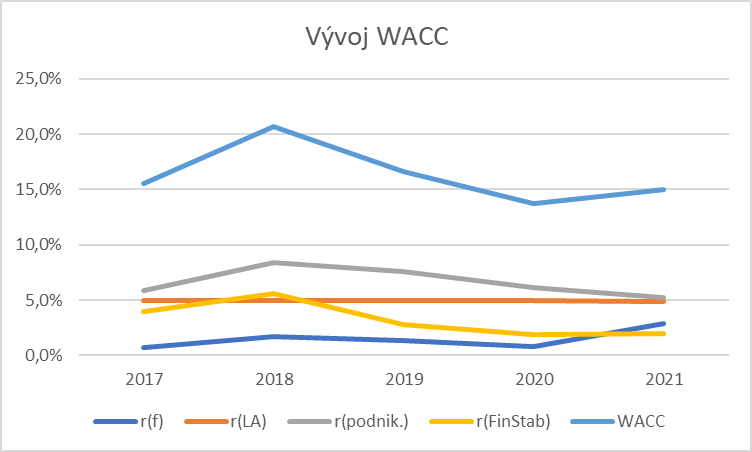 Vývoj WACC
25,0%
20,0%
15,0%
10,0%
5,0%
0,0%
2017 2018 2019 2020 2021
r(f) r(LA) r(podnik.) r(FinStab) WACC